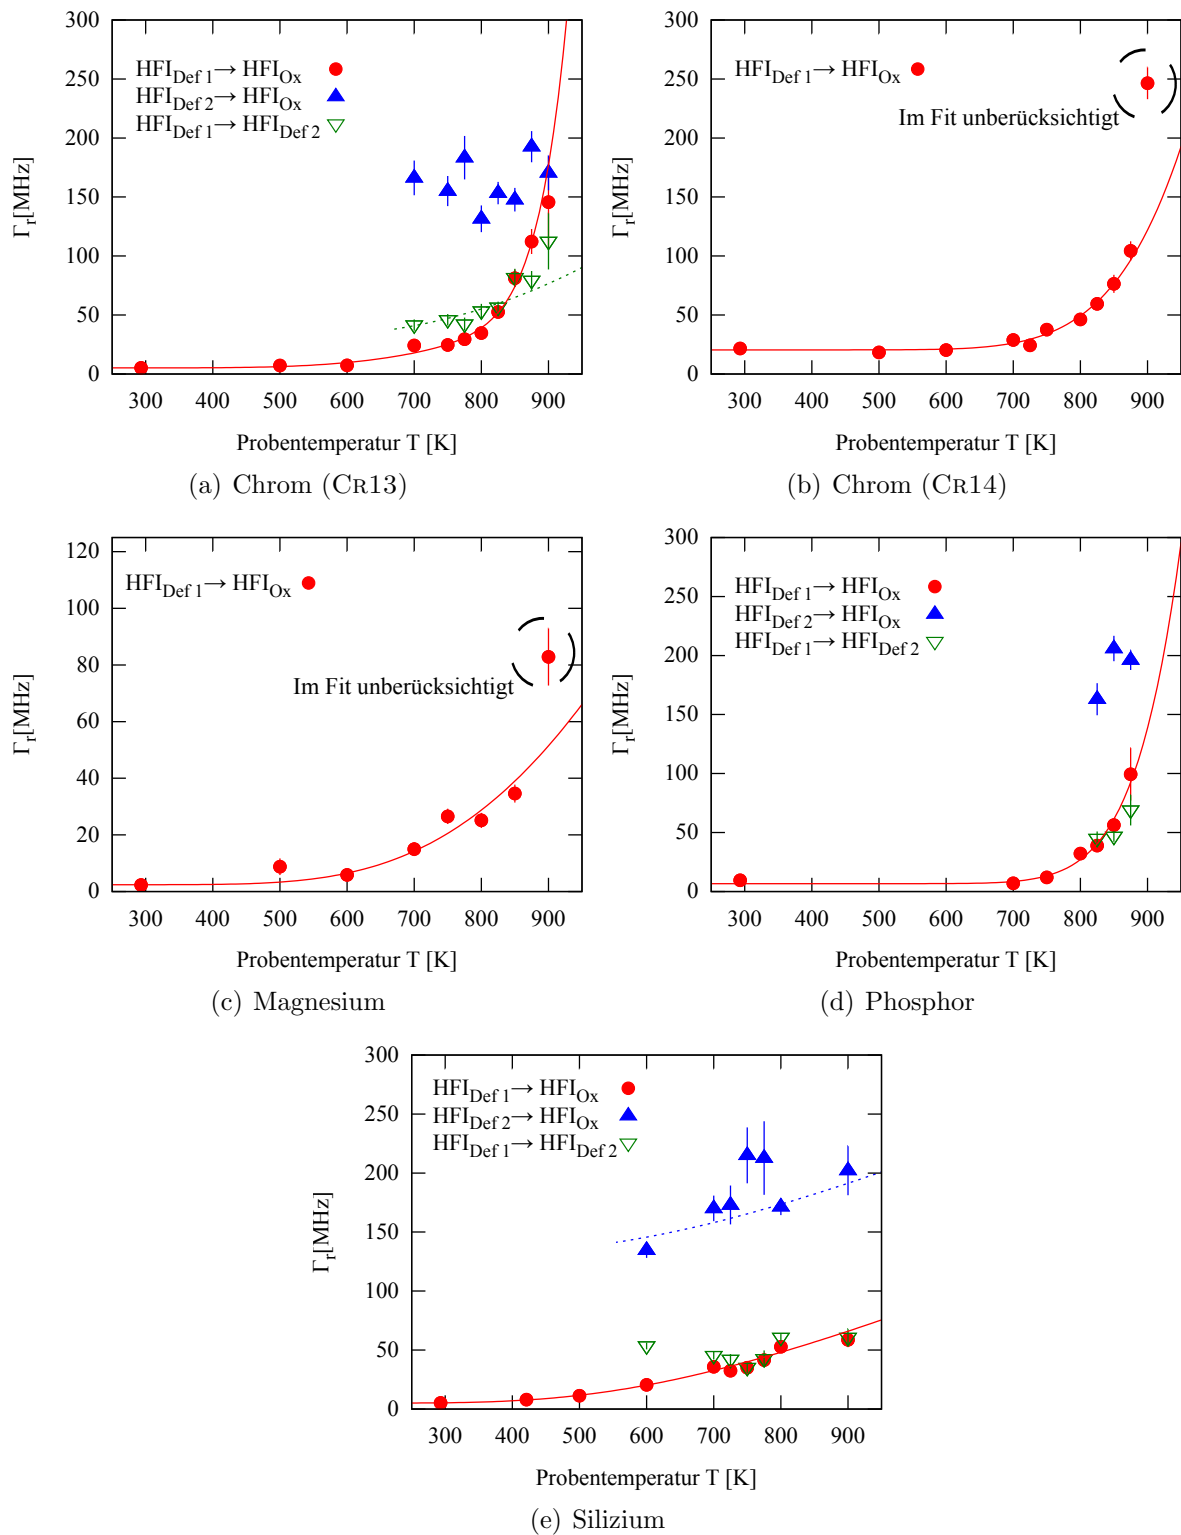 300
250
200
150
100
50
0
Γr[MHz]
HFIDef 1→ HFIOx
HFIDef 2→ HFIOx
HFIDef 1→ HFIDef 2
300 400 500 600 700 800 900
Probentemperatur T [K]
(a) Chrom (CR13)
300
250
200
150
100
50
0
Γr[MHz]
HFIDef 1→ HFIOx
Im Fit unberücksichtigt
300 400 500 600 700 800 900
Probentemperatur T [K]
(b) Chrom (CR14)
120
100
80
60
40
20
0
Γr[MHz]
HFIDef 1→ HFIOx
Im Fit unberücksichtigt
300 400 500 600 700 800 900
Probentemperatur T [K]
(c) Magnesium
300
250
200
150
100
50
0
Γr[MHz]
HFIDef 1→ HFIOx
HFIDef 2→ HFIOx
HFIDef 1→ HFIDef 2
300 400 500 600 700 800 900
Probentemperatur T [K]
(d) Phosphor
300
250
200
150
100
50
0
Γr[MHz]
HFIDef 1→ HFIOx
HFIDef 2→ HFIOx
HFIDef 1→ HFIDef 2
300 400 500 600 700 800 900
Probentemperatur T [K]
(e) Silizium